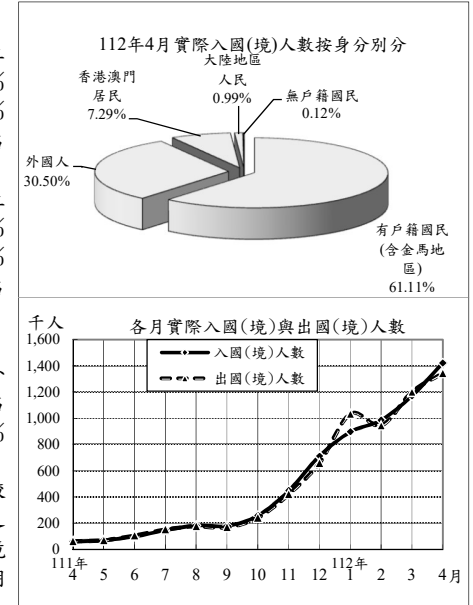 112年4月實際入國(境)人數按身分別分
大陸地區
人民
0.99%
香港澳門
居民
7.29%
無戶籍國民
0.12%
外國人
30.50%
有戶籍國民
(含金馬地
區)
61.11%
千人
各月實際入國(境)與出國(境)人數
入國(境)人數
出國(境)人數
1,600
1,400
1,200
1,000
800
600
400
200
0
111年 112年
4 5 6 7 8 9 10 11 12 1 2 3 4月